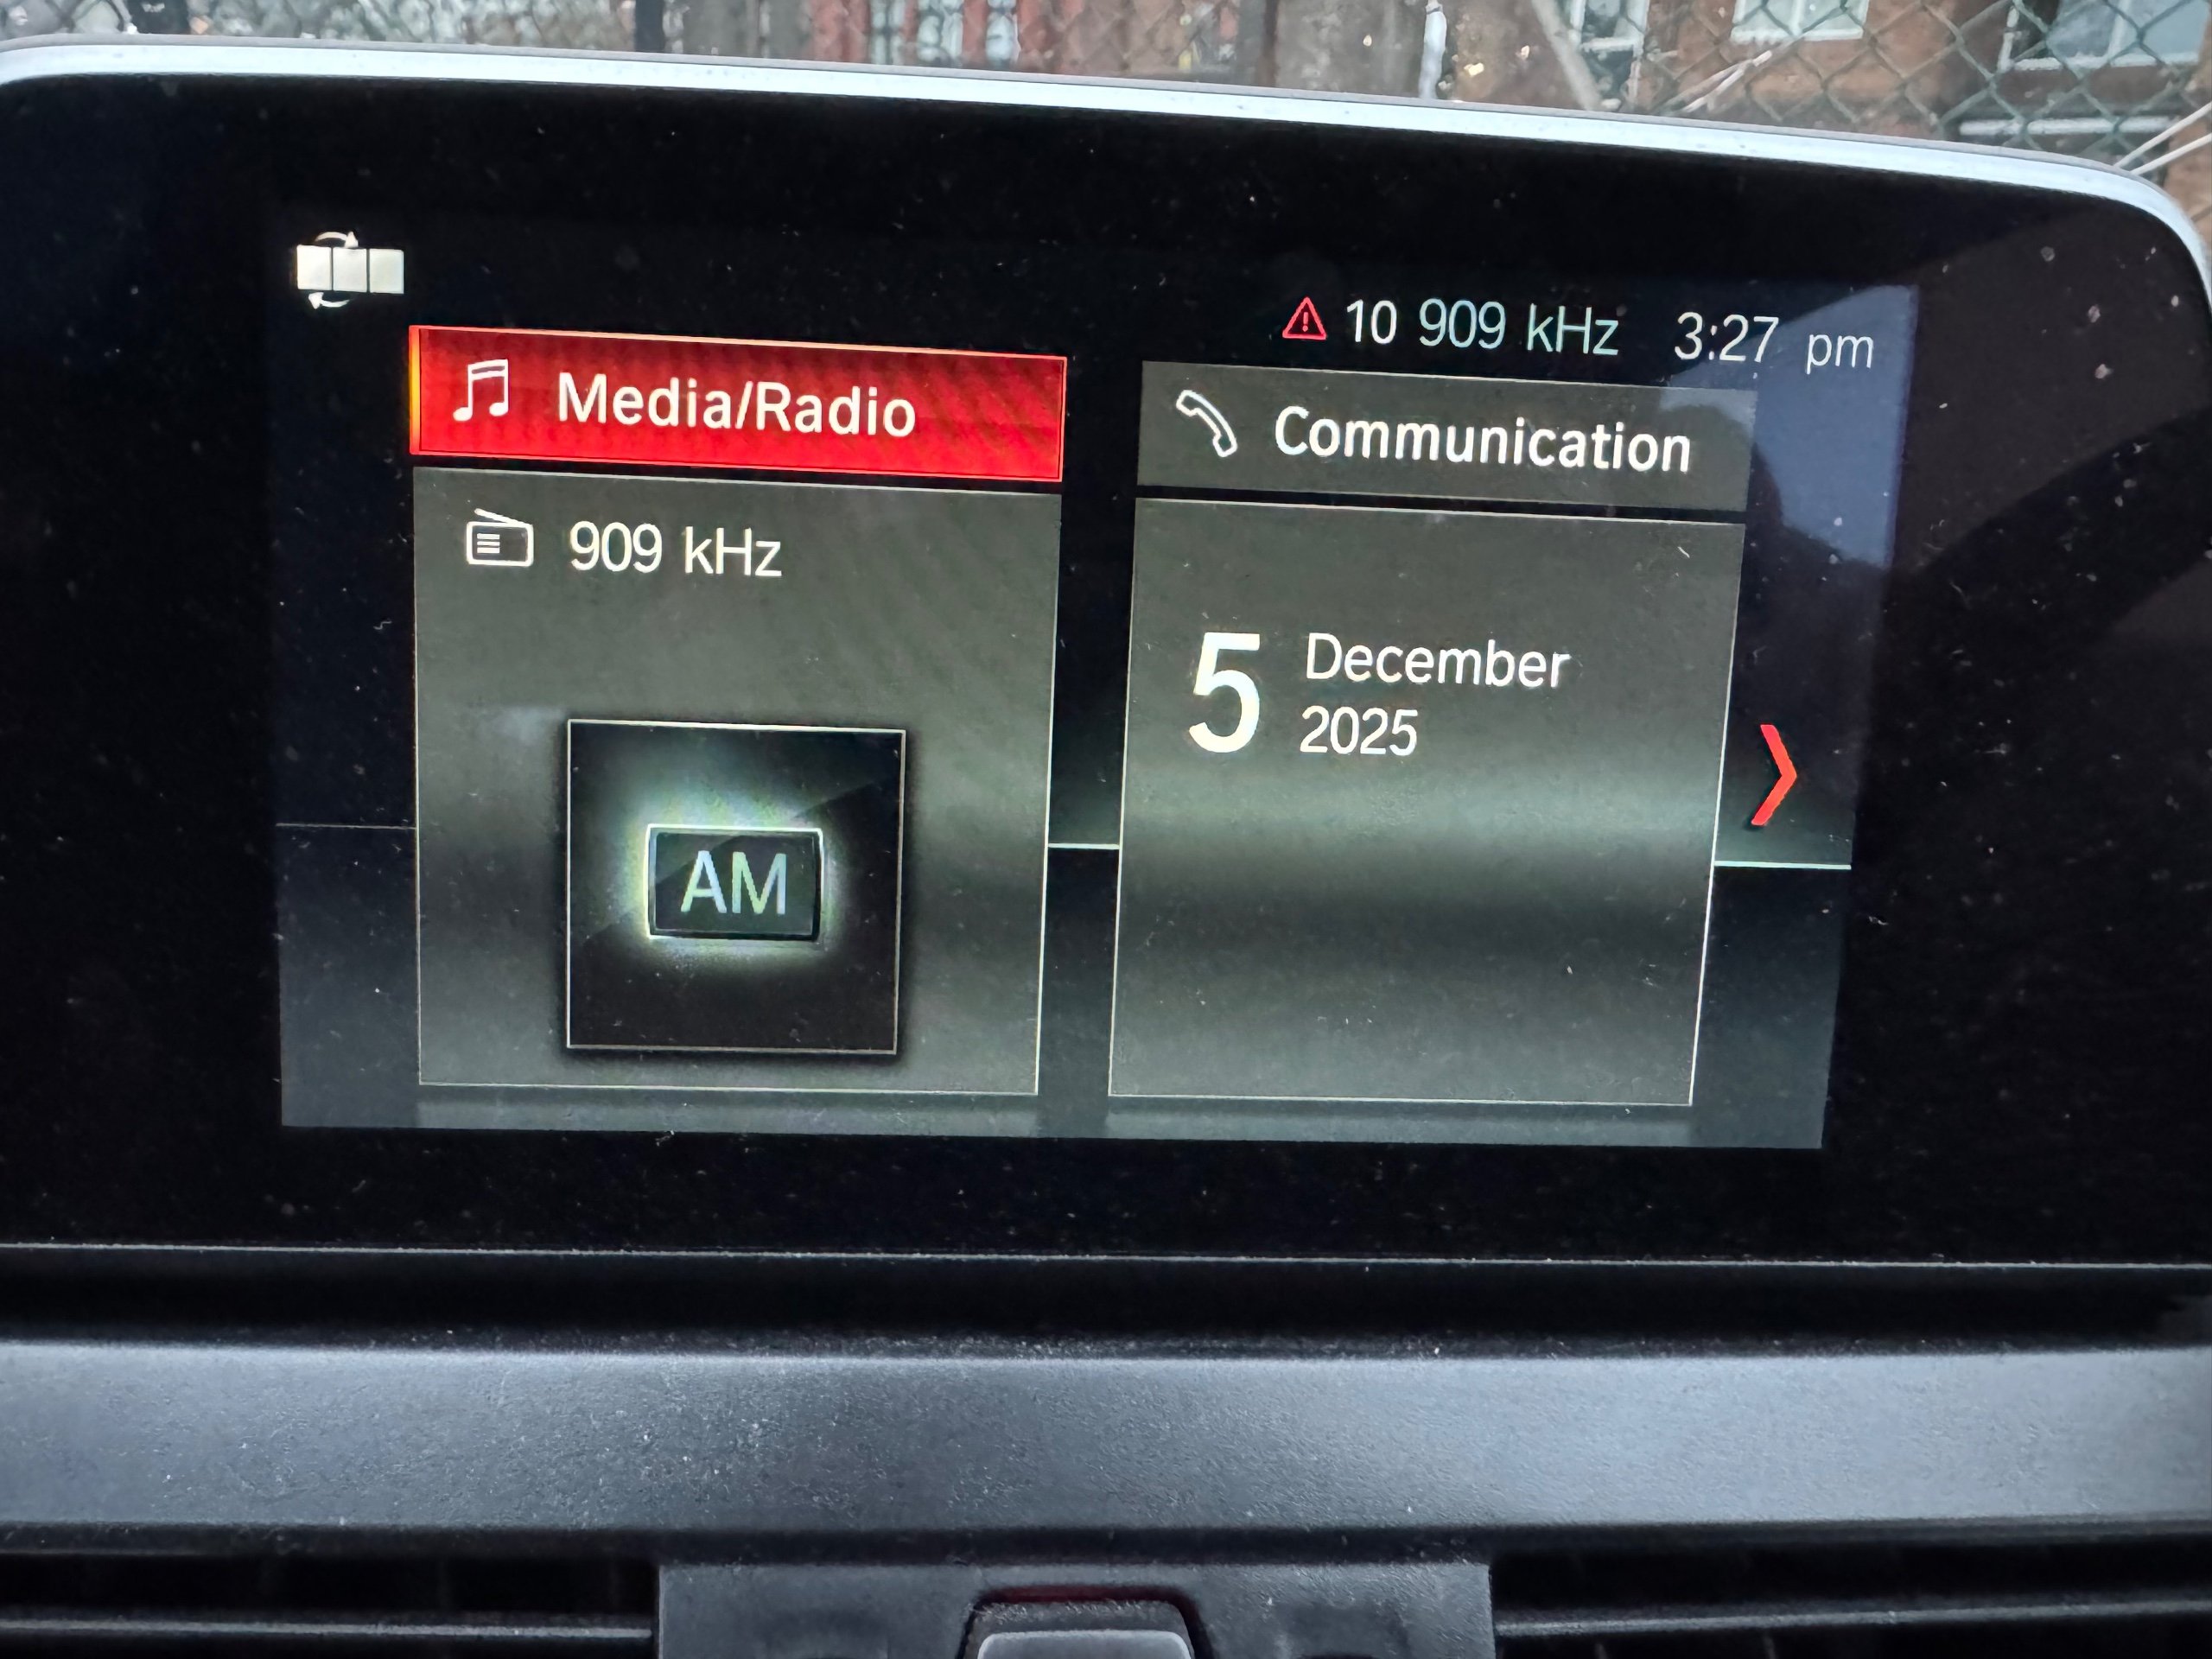 10 909 kHz 3:27 pm
Media/Radio
Communication
909 kHz
5 December
2025
AM